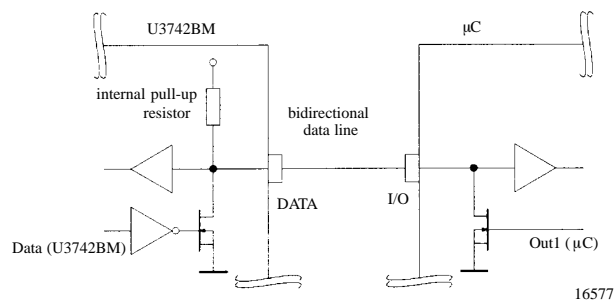 U3742BM
μC
internal pull-up
resistor
bidirectional
data line
DATA
I/O
Data (U3742BM)
Out1 (μC)
16577